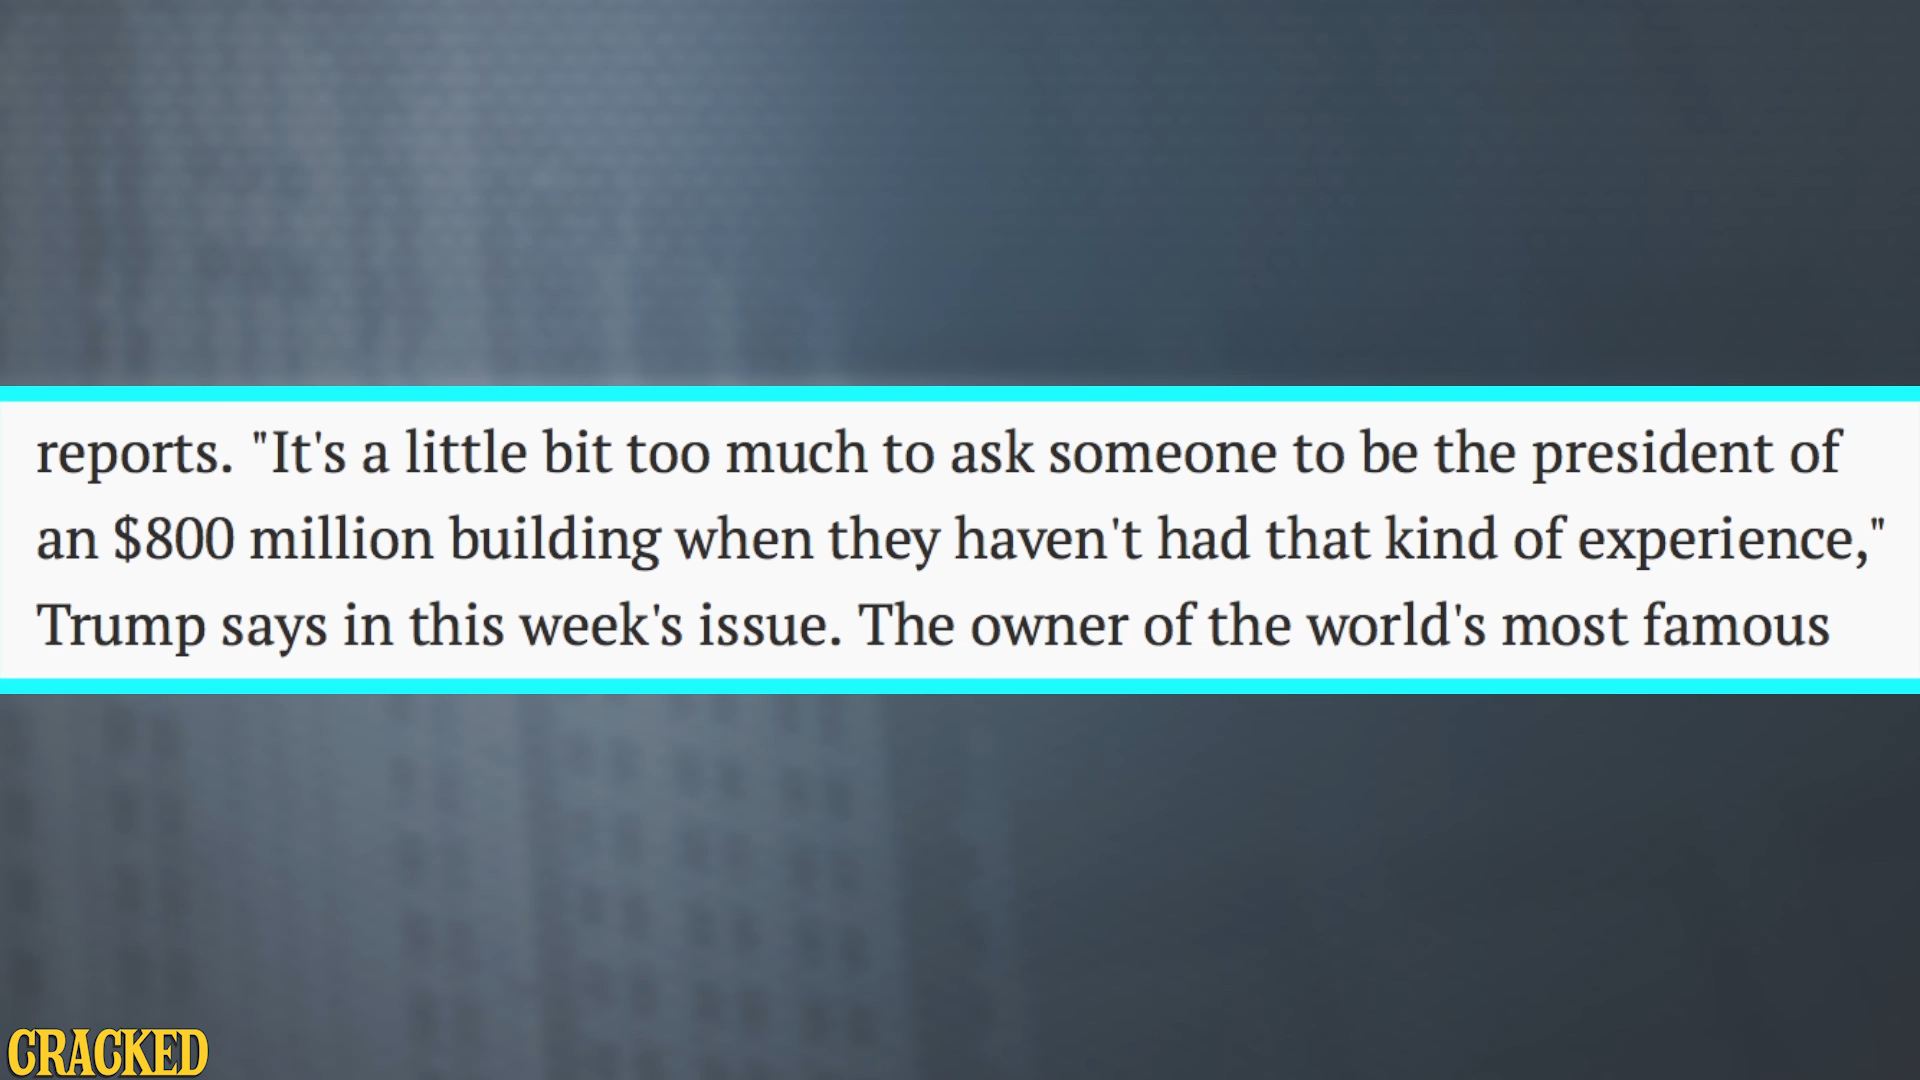 reports. "It's a little bit too much to ask someone to be the president of
an $800 million building when they haven't had that kind of experience,"
Trump says in this week's issue. The owner of the world's most famous
CRACKED